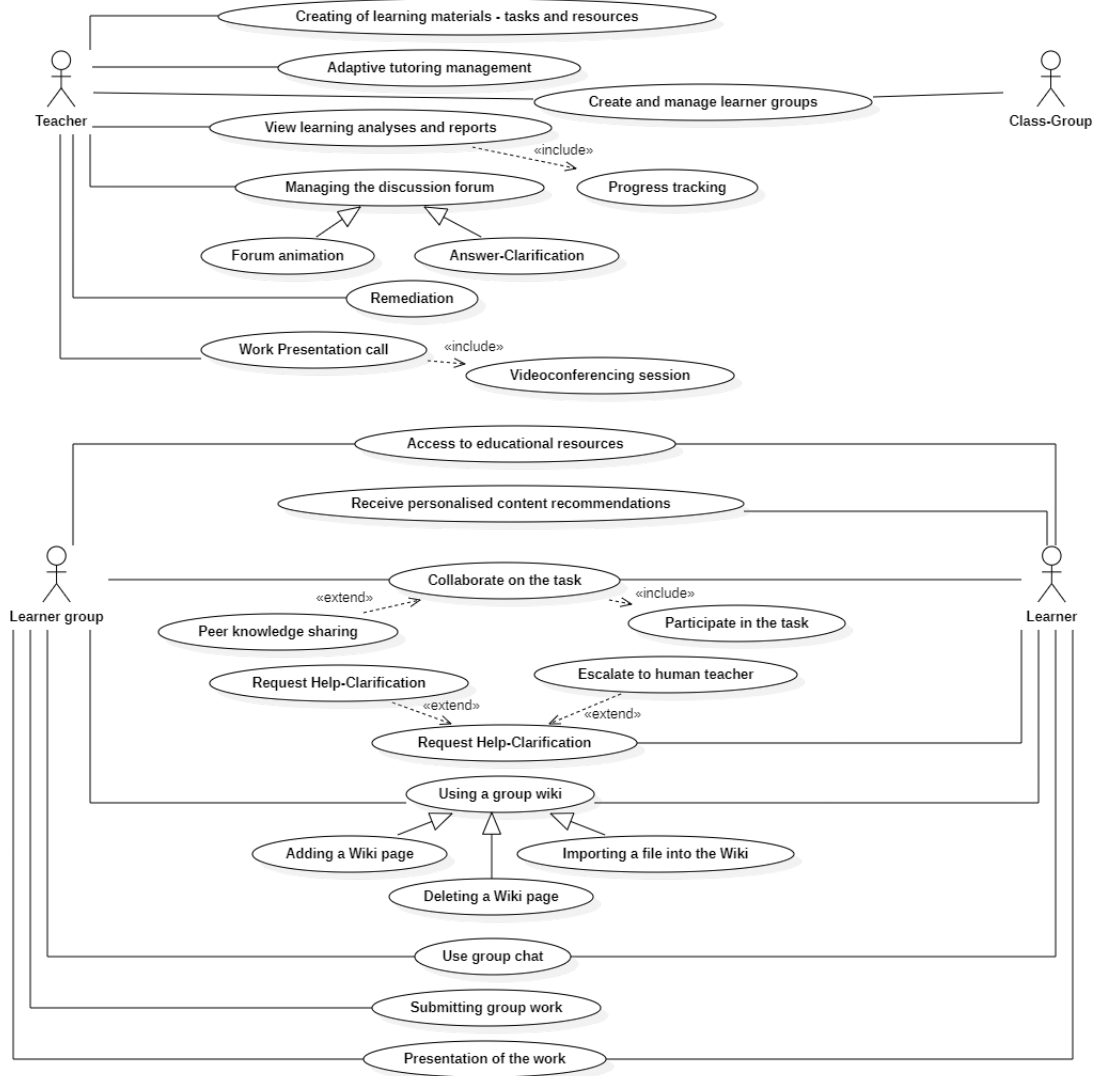 Creating of learning materials - tasks and resources
Adaptive tutoring management
Create and manage learner groups
Teacher
Class-Group
View learning analyses and reports
«include»
Managing the discussion forum
Progress tracking
Forum animation
Answer-Clarification
Remediation
Work Presentation call
«include»
Videoconferencing session
Access to educational resources
Receive personalised content recommendations
Collaborate on the task
«extend»
«include»
Learner group
Learner
Peer knowledge sharing
Participate in the task
Request Help-Clarification
Escalate to human teacher
«extend»
«extend»
Request Help-Clarification
Using a group wiki
Adding a Wiki page
Importing a file into the Wiki
Deleting a Wiki page
Use group chat
Submitting group work
Presentation of the work